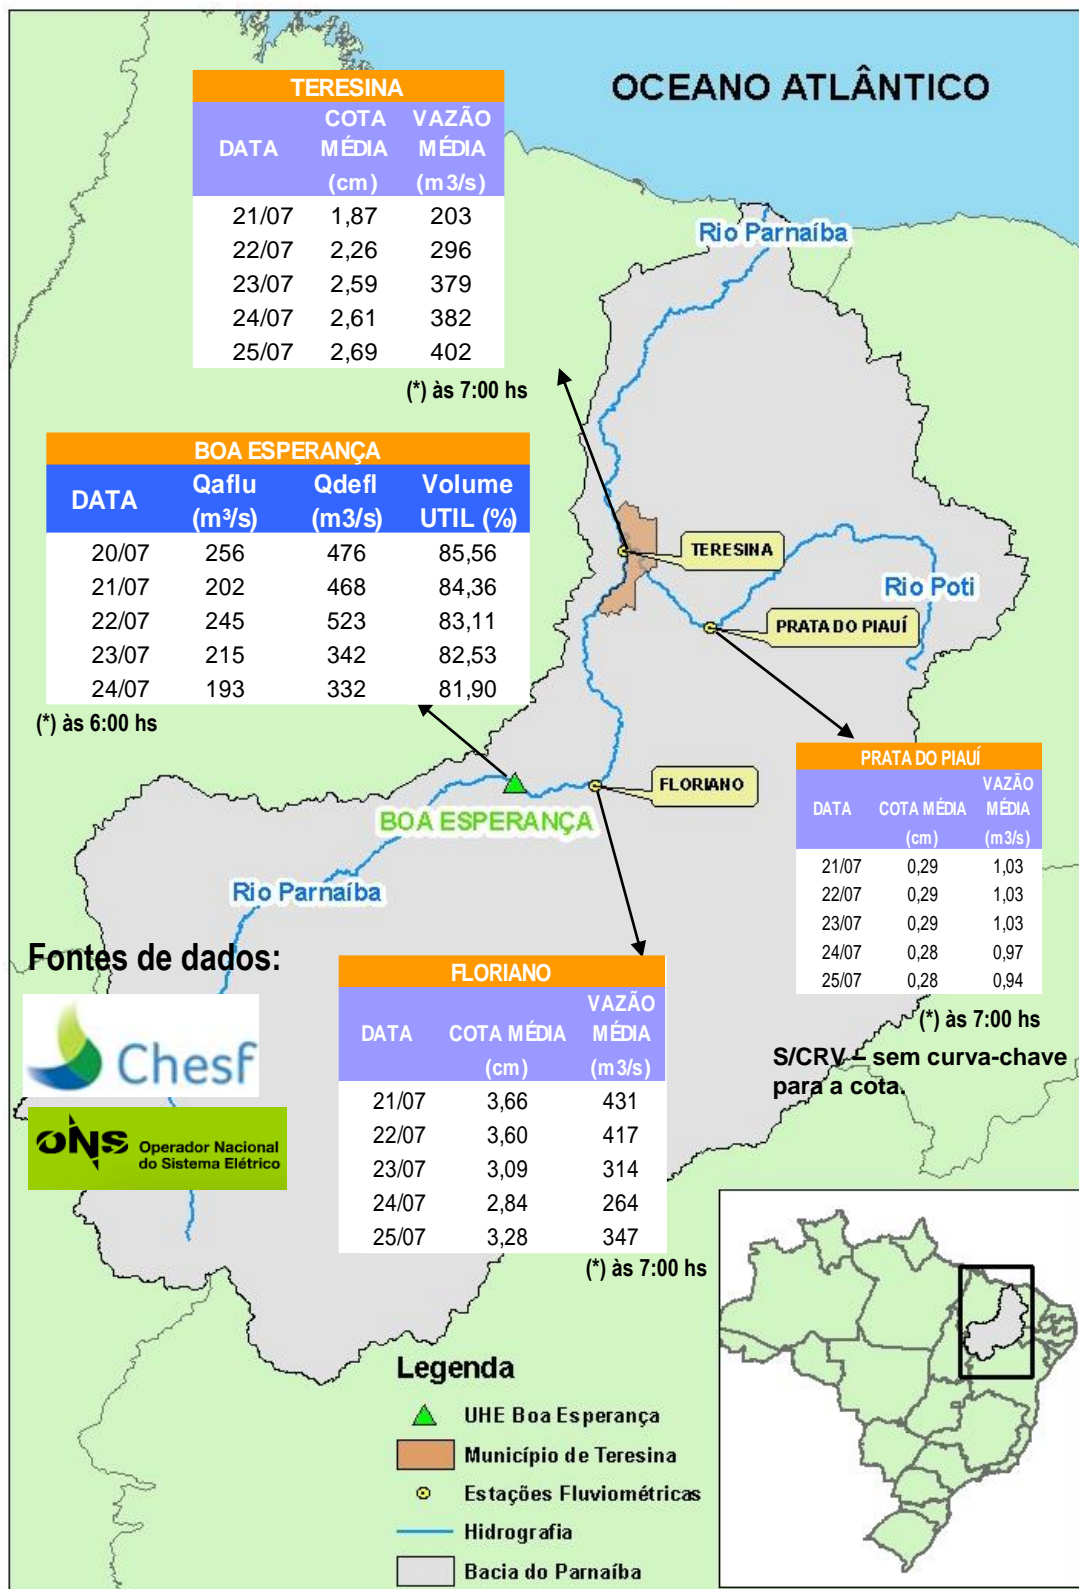 OCEANO ATLÂNTICO
TERESINA
DATA COTA MÉDIA (cm) VAZÃO MÉDIA (m3/s)
21/07 1,87 203
22/07 2,26 296
23/07 2,59 379
24/07 2,61 382
25/07 2,69 402
(*) às 7:00 hs
Rio Parnaíba
BOA ESPERANÇA
DATA Qaflu (m³/s) Qdefl (m3/s) Volume UTIL (%)
20/07 256 476 85,56
21/07 202 468 84,36
22/07 245 523 83,11
23/07 215 342 82,53
24/07 193 332 81,90
(*) às 6:00 hs
TERESINA
Rio Poti
PRATA DO PIAUÍ
FLORIANO
BOA ESPERANÇA
Rio Parnaíba
PRATA DO PIAUÍ
DATA COTA MÉDIA (cm) VAZÃO MÉDIA (m3/s)
21/07 0,29 1,03
22/07 0,29 1,03
23/07 0,29 1,03
24/07 0,28 0,97
25/07 0,28 0,94
(*) às 7:00 hs
S/CRV – sem curva-chave
para a cota.
Fontes de dados:
Chesf
ONS Operador Nacional
do Sistema Elétrico
FLORIANO
DATA COTA MÉDIA (cm) VAZÃO MÉDIA (m3/s)
21/07 3,66 431
22/07 3,60 417
23/07 3,09 314
24/07 2,84 264
25/07 3,28 347
(*) às 7:00 hs
Legenda
UHE Boa Esperança
Município de Teresina
Estações Fluviométricas
Hidrografia
Bacia do Parnaíba